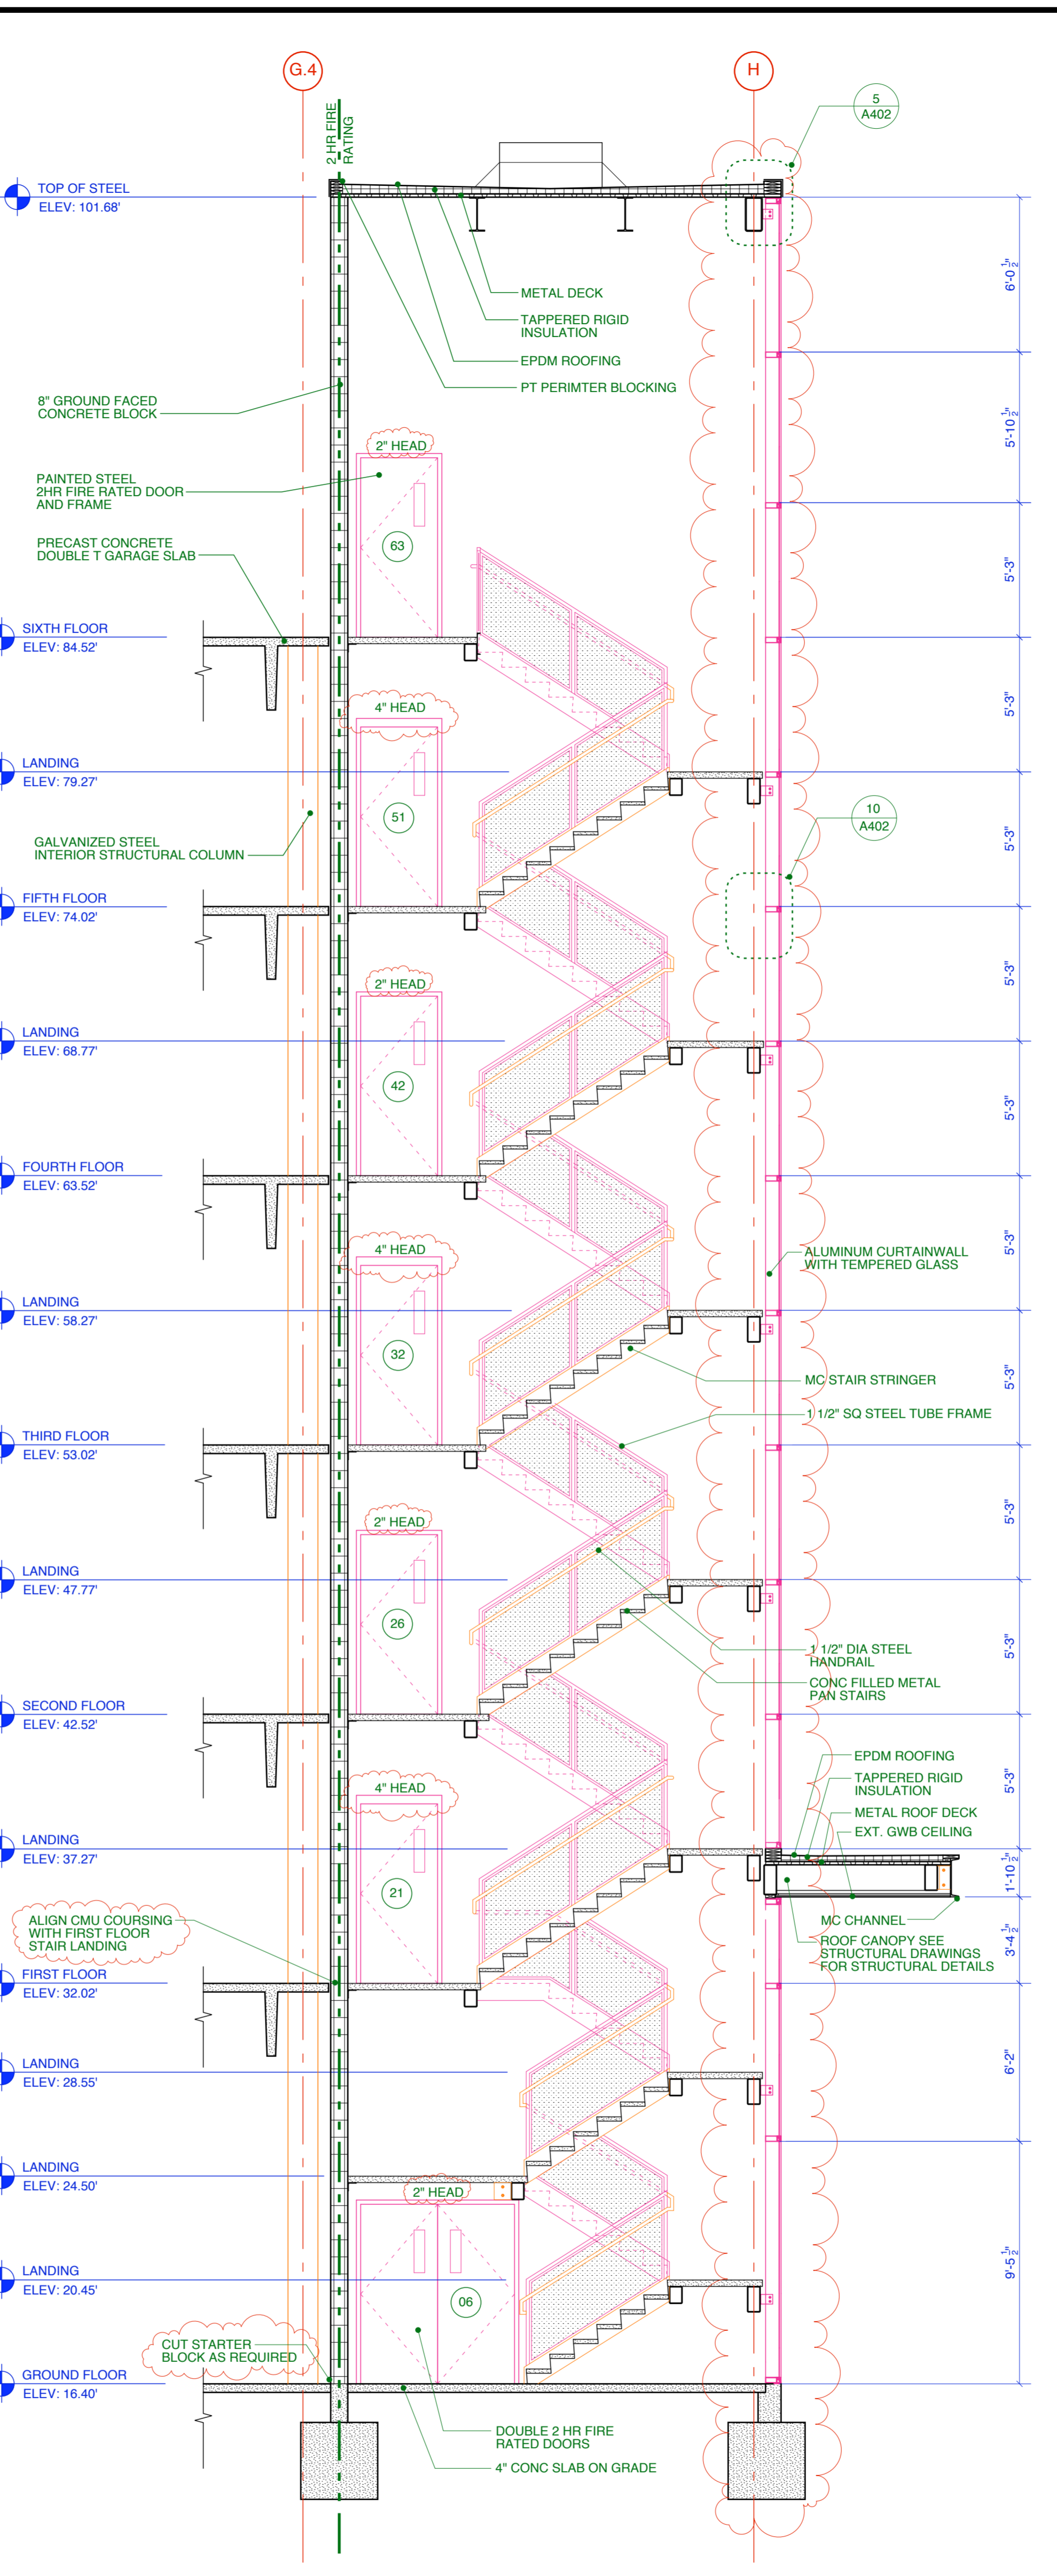 G.4
H
5
A402
2 HR FIRE
RATING
TOP OF STEEL
ELEV: 101.68'
6'-0 1/2"
METAL DECK
TAPPERED RIGID
INSULATION
EPDM ROOFING
PT PERIMTER BLOCKING
8" GROUND FACED
CONCRETE BLOCK
5'-10 1/2"
2" HEAD
PAINTED STEEL
2HR FIRE RATED DOOR
AND FRAME
63
PRECAST CONCRETE
DOUBLE T GARAGE SLAB
5'-3"
SIXTH FLOOR
ELEV: 84.52'
5'-3"
4" HEAD
LANDING
ELEV: 79.27'
10
A402
51
5'-3"
GALVANIZED STEEL
INTERIOR STRUCTURAL COLUMN
FIFTH FLOOR
ELEV: 74.02'
5'-3"
2" HEAD
LANDING
ELEV: 68.77'
42
5'-3"
FOURTH FLOOR
ELEV: 63.52'
5'-3"
4" HEAD
ALUMINUM CURTAINWALL
WITH TEMPERED GLASS
LANDING
ELEV: 58.27'
32
5'-3"
MC STAIR STRINGER
1 1/2" SQ STEEL TUBE FRAME
THIRD FLOOR
ELEV: 53.02'
5'-3"
2" HEAD
LANDING
ELEV: 47.77'
26
5'-3"
1 1/2" DIA STEEL
HANDRAIL
CONC FILLED METAL
PAN STAIRS
SECOND FLOOR
ELEV: 42.52'
5'-3"
EPDM ROOFING
TAPPERED RIGID
INSULATION
4" HEAD
METAL ROOF DECK
EXT. GWB CEILING
LANDING
ELEV: 37.27'
1'-10 1/2"
21
MC CHANNEL
ALIGN CMU COURSING
WITH FIRST FLOOR
STAIR LANDING
3'-4 1/2"
ROOF CANOPY SEE
STRUCTURAL DRAWINGS
FOR STRUCTURAL DETAILS
FIRST FLOOR
ELEV: 32.02'
6'-2"
LANDING
ELEV: 28.55'
LANDING
ELEV: 24.50'
2" HEAD
LANDING
ELEV: 20.45'
9'-5 1/2"
06
CUT STARTER
BLOCK AS REQUIRED
GROUND FLOOR
ELEV: 16.40'
DOUBLE 2 HR FIRE
RATED DOORS
4" CONC SLAB ON GRADE